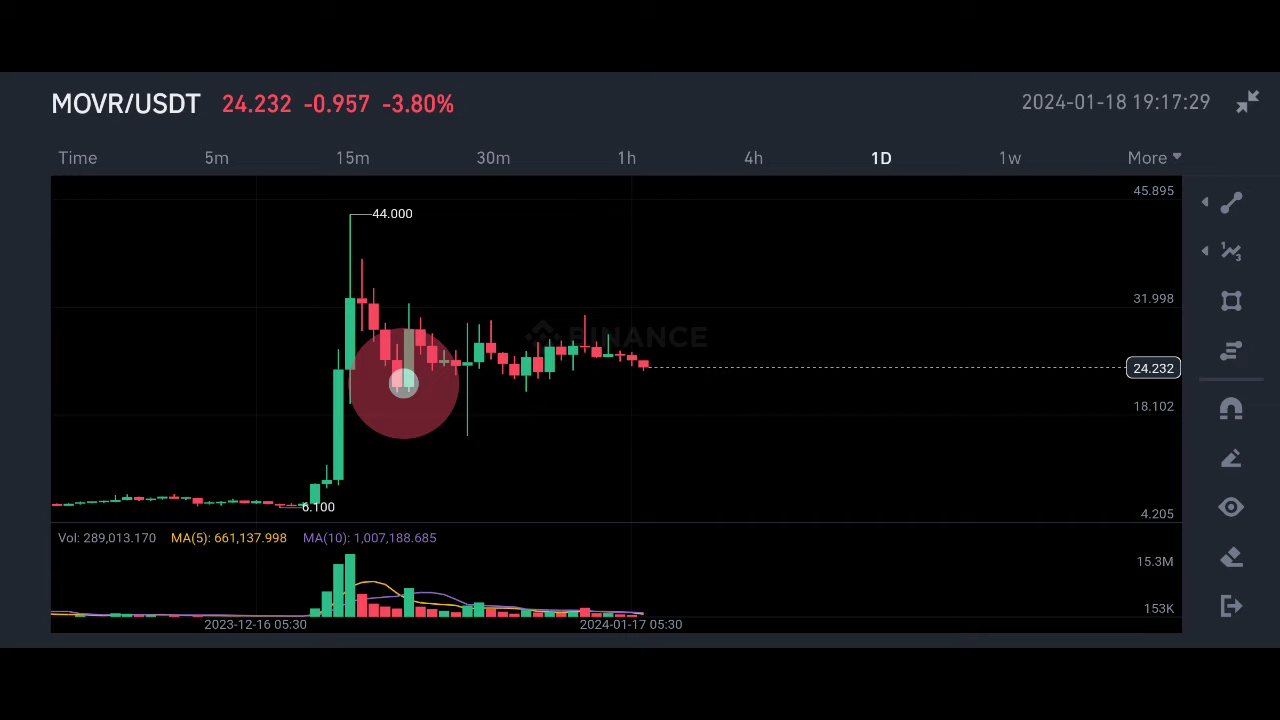 MOVR/USDT 24.232 -0.957 -3.80% 2024-01-18 19:17:29
Time 5m 15m 30m 1h 4h 1D 1w More
45.895
44.000
31.998
BINANCE
24.232
18.102
6.100
4.205
Vol: 289,013.170 MA(5): 661,137.998 MA(10): 1,007,188.685
15.3M
153K
2023-12-16 05:30 2024-01-17 05:30